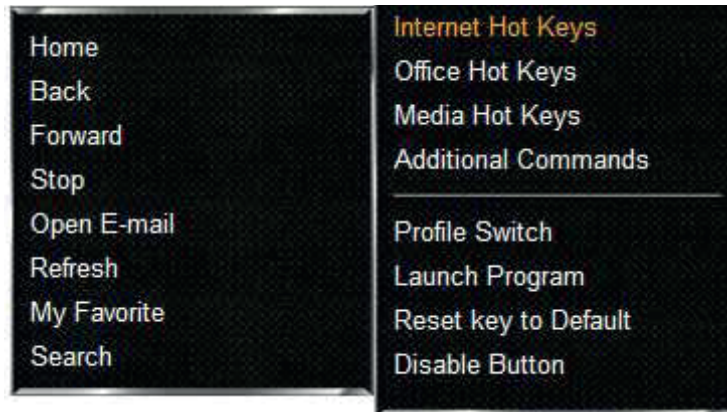 Home
Back
Forward
Stop
Open E-mail
Refresh
My Favorite
Search
Internet Hot Keys
Office Hot Keys
Media Hot Keys
Additional Commands
Profile Switch
Launch Program
Reset key to Default
Disable Button